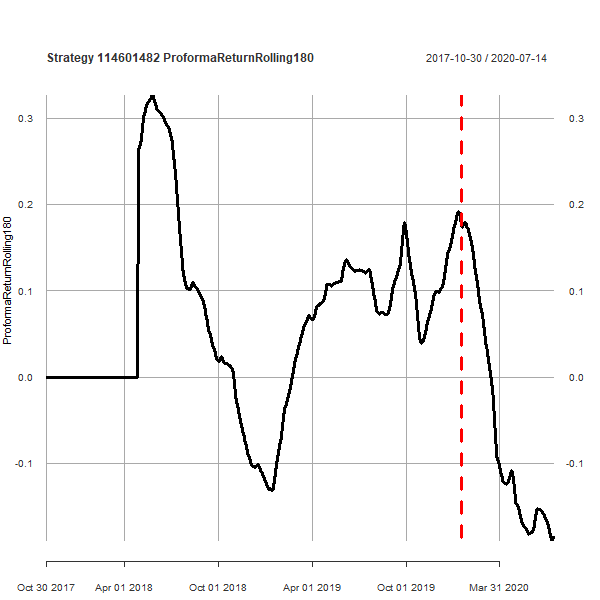 Strategy 114601482 ProformaReturnRolling180
2017-10-30 / 2020-07-14
ProformaReturnRolling180
0.3
0.2
0.1
0.0
-0.1
0.3
0.2
0.1
0.0
-0.1
Oct 30 2017
Apr 01 2018
Oct 01 2018
Apr 01 2019
Oct 01 2019
Mar 31 2020